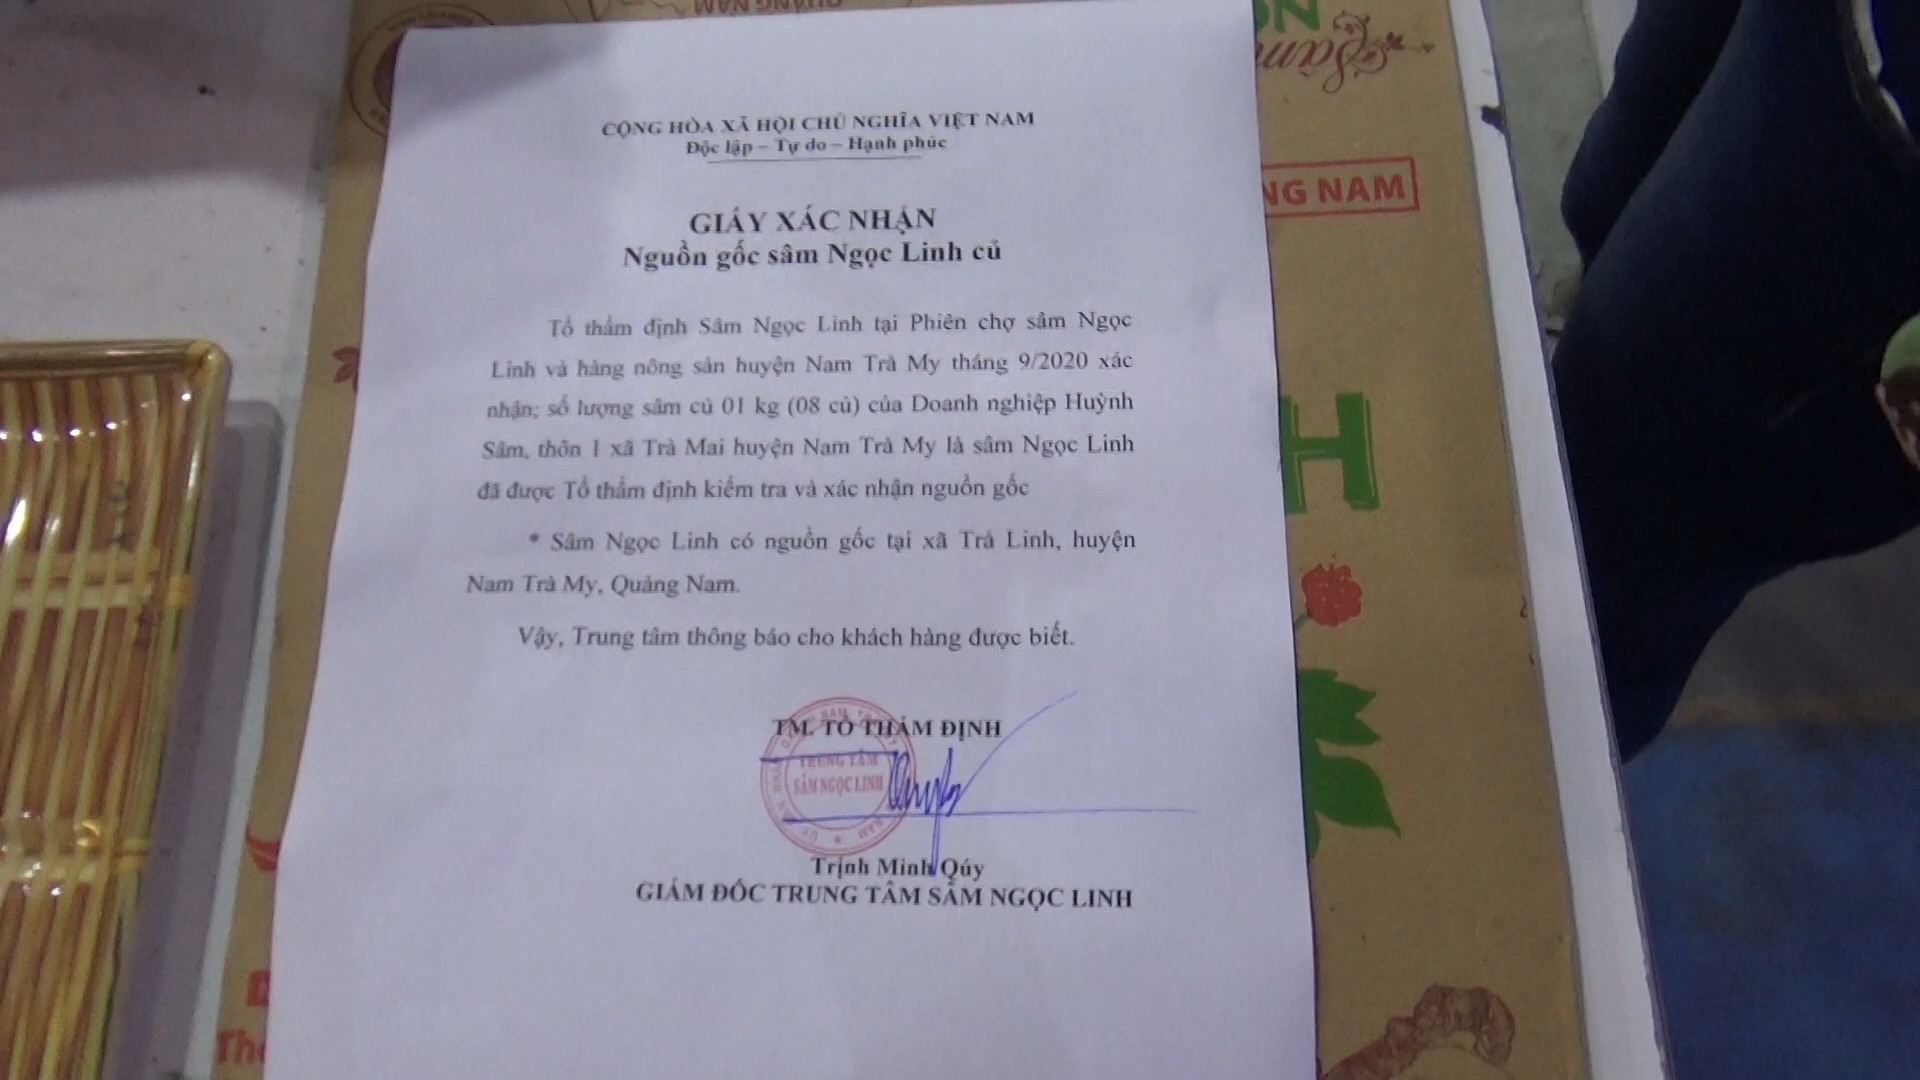 QUẢNG NAM
Sâm
NG NAM
H
CỘNG HÒA XÃ HỘI CHỦ NGHĨA VIỆT NAM
Độc lập – Tự do – Hạnh phúc
GIÁY XÁC NHẬN
Nguồn gốc sâm Ngọc Linh củ
Tổ thẩm định Sâm Ngọc Linh tại Phiên chợ sâm Ngọc
Linh và hàng nông sản huyện Nam Trà My tháng 9/2020 xác
nhận; số lượng sâm củ 01 kg (08 củ) của Doanh nghiệp Huỳnh
Sâm, thôn 1 xã Trà Mai huyện Nam Trà My là sâm Ngọc Linh
đã được Tổ thẩm định kiểm tra và xác nhận nguồn gốc
* Sâm Ngọc Linh có nguồn gốc tại xã Trà Linh, huyện
Nam Trà My, Quảng Nam.
Vậy, Trung tâm thông báo cho khách hàng được biết.
TM. TỔ THẨM ĐỊNH
TRUNG TÂM
SÂM NGỌC LINH
Trịnh Minh Qúy
GIÁM ĐỐC TRUNG TÂM SÂM NGỌC LINH